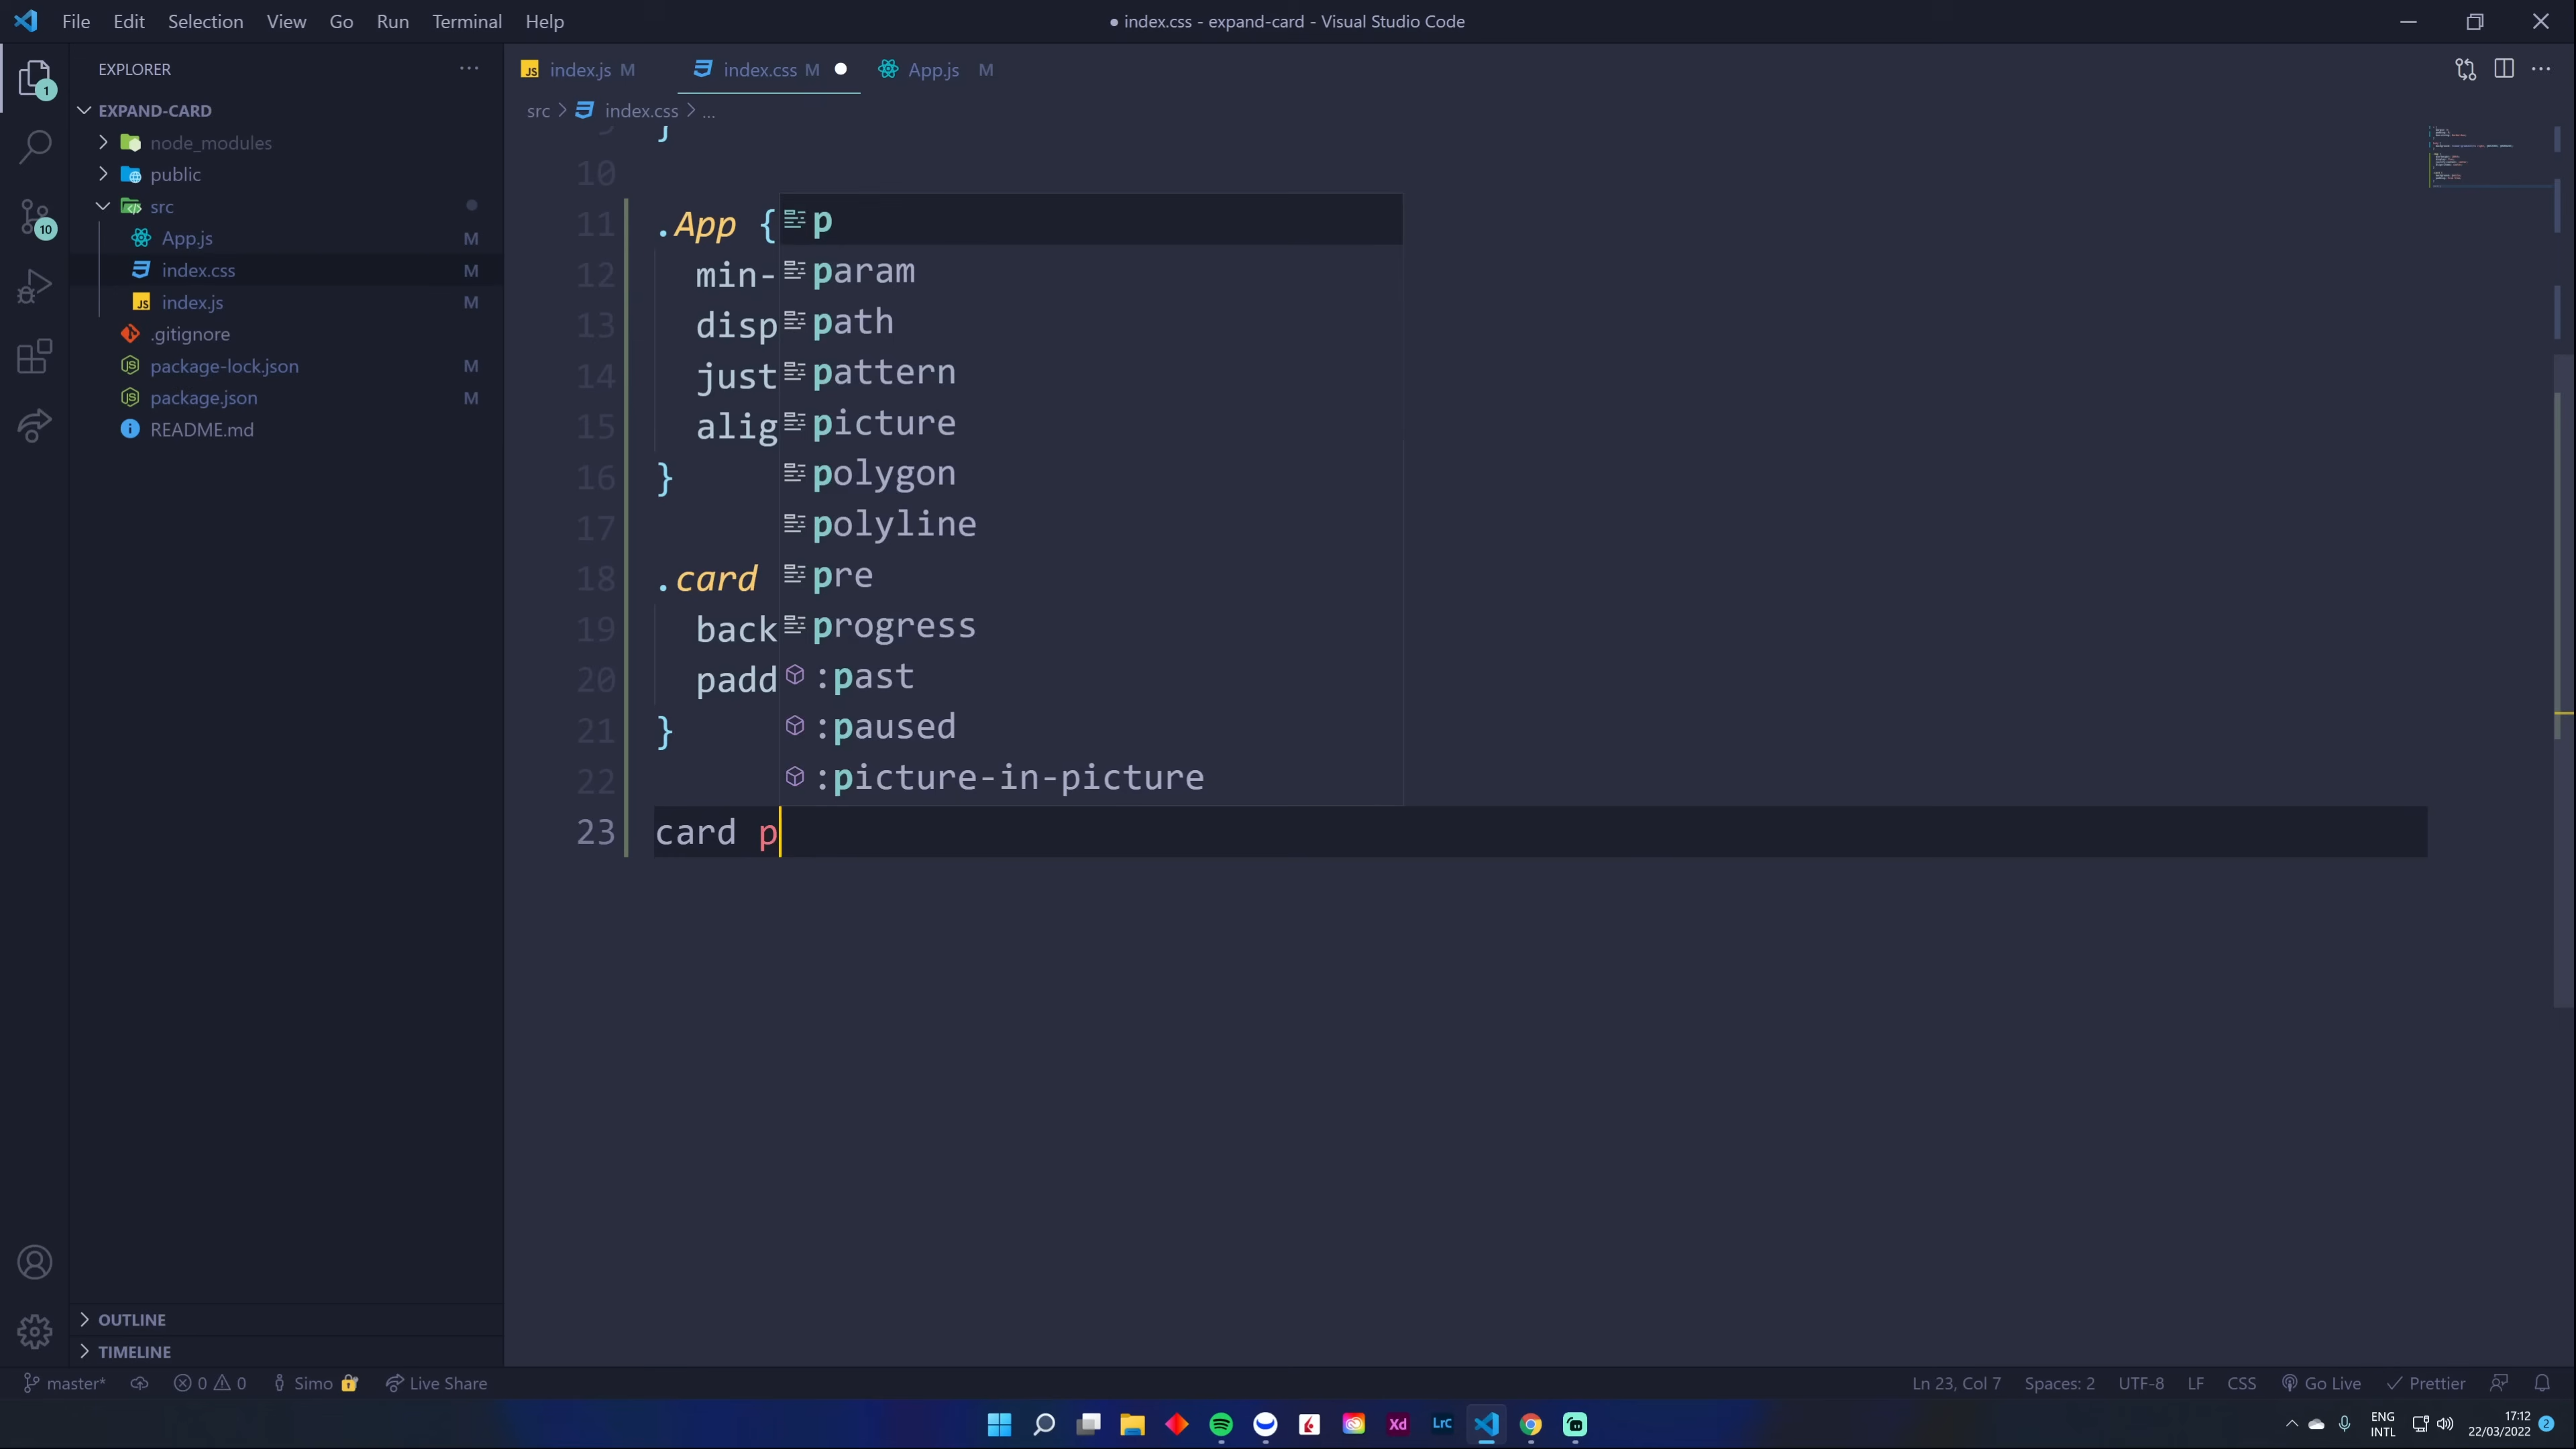 File Edit Selection View Go Run Terminal Help
● index.css - expand-card - Visual Studio Code
EXPLORER
1
EXPAND-CARD
node_modules
public
src
App.js M
index.css M
index.js M
.gitignore
package-lock.json M
package.json M
README.md
10
OUTLINE
TIMELINE
index.js M
index.css M
App.js M
src > index.css > ...
}
10
11 .App {
12 min-
13 disp
14 just
15 alig
16 }
17
18 .card
19 back
20 padd
21 }
22
23 card p
p
param
path
pattern
picture
polygon
polyline
pre
progress
:past
:paused
:picture-in-picture
master* 0 0 Simo Live Share
Ln 23, Col 7 Spaces: 2 UTF-8 LF CSS Go Live Prettier
Xd LrC
ENG
INTL
17:12
22/03/2022
2